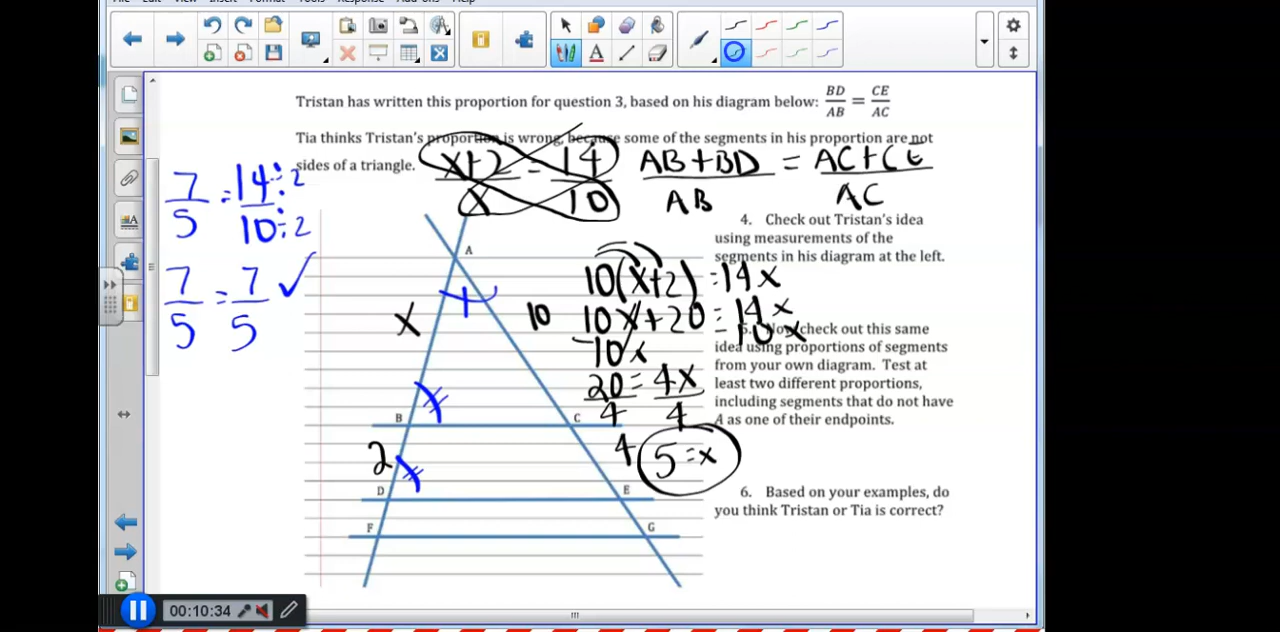 Tristan has written this proportion for question 3, based on his diagram below: BD/AB = CE/AC
Tia thinks Tristan's proportion is wrong, because some of the segments in his proportion are not
sides of a triangle.
x+2/x = 14/10
AB+BD/AB = AC+CE/AC
7/5 = 14÷2/10÷2
7/5 = 7/5 ✓
A
x
10
B
C
2
4
D
E
F
G
10(x+2) = 14x
10x+20 = 14x
-10x -10x
20 = 4x
4 4
5 = x
4. Check out Tristan's idea
using measurements of the
segments in his diagram at the left.
5. Now check out this same
idea using proportions of segments
from your own diagram. Test at
least two different proportions,
including segments that do not have
A as one of their endpoints.
6. Based on your examples, do
you think Tristan or Tia is correct?
00:10:34